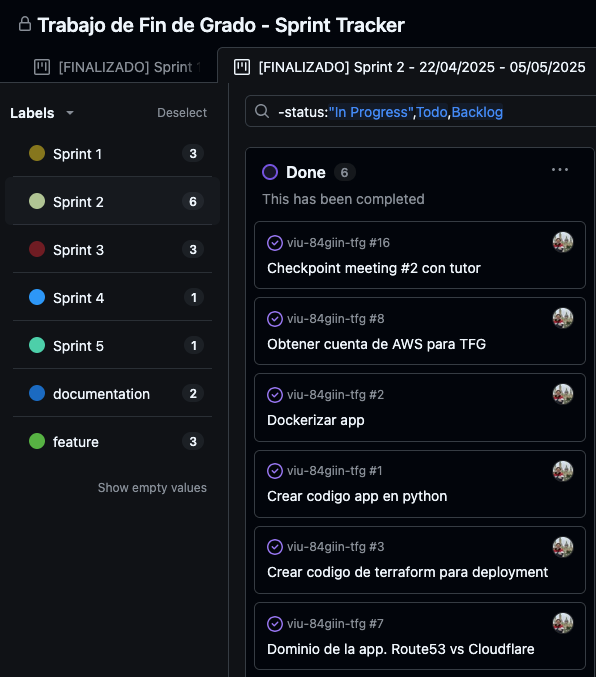 Trabajo de Fin de Grado - Sprint Tracker
[FINALIZADO] Sprint 1
[FINALIZADO] Sprint 2 - 22/04/2025 - 05/05/2025
Labels
Deselect
Sprint 1 3
Sprint 2 6
Sprint 3 3
Sprint 4 1
Sprint 5 1
documentation 2
feature 3
Show empty values
-status:"In Progress",Todo,Backlog
Done 6
This has been completed
viu-84giin-tfg #16
Checkpoint meeting #2 con tutor
viu-84giin-tfg #8
Obtener cuenta de AWS para TFG
viu-84giin-tfg #2
Dockerizar app
viu-84giin-tfg #1
Crear codigo app en python
viu-84giin-tfg #3
Crear codigo de terraform para deployment
viu-84giin-tfg #7
Dominio de la app. Route53 vs Cloudflare